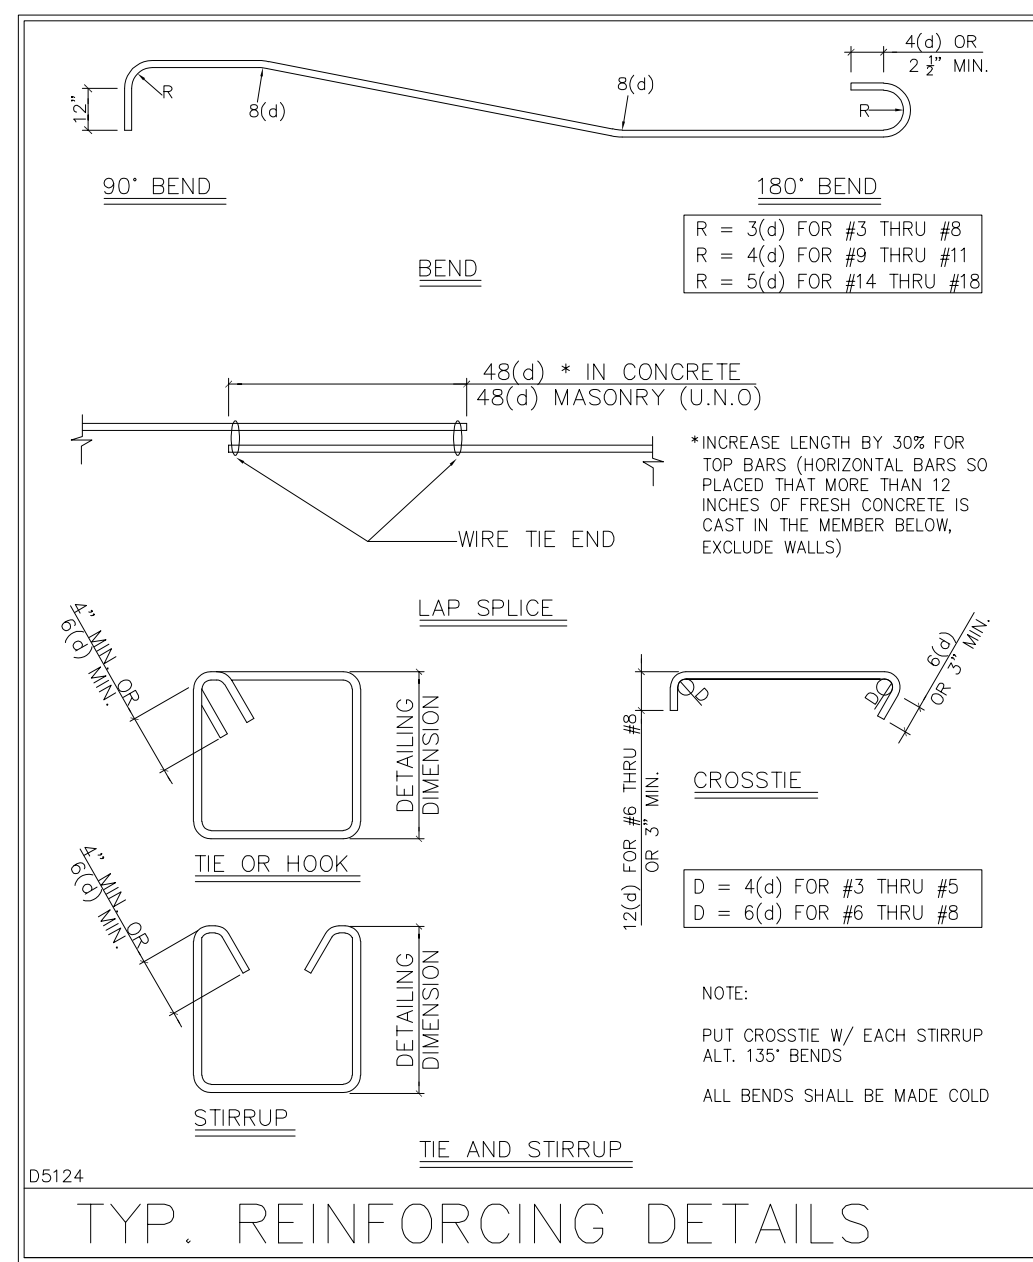 4(d) OR
2 ½" MIN.
12"
R
8(d)
8(d)
R
90° BEND
180° BEND
R = 3(d) FOR #3 THRU #8
R = 4(d) FOR #9 THRU #11
R = 5(d) FOR #14 THRU #18
BEND
48(d) * IN CONCRETE
48(d) MASONRY (U.N.O)
*INCREASE LENGTH BY 30% FOR
TOP BARS (HORIZONTAL BARS SO
PLACED THAT MORE THAN 12
INCHES OF FRESH CONCRETE IS
CAST IN THE MEMBER BELOW,
EXCLUDE WALLS)
WIRE TIE END
LAP SPLICE
4" MIN. OR
6(d) MIN.
DETAILING
DIMENSION
TIE OR HOOK
12(d) FOR #6 THRU #8
OR 3" MIN.
D
D
6(d)
OR 3" MIN.
CROSSTIE
D = 4(d) FOR #3 THRU #5
D = 6(d) FOR #6 THRU #8
4" MIN. OR
6(d) MIN.
DETAILING
DIMENSION
STIRRUP
NOTE:
PUT CROSSTIE W/ EACH STIRRUP
ALT. 135° BENDS
ALL BENDS SHALL BE MADE COLD
TIE AND STIRRUP
D5124
TYP. REINFORCING DETAILS